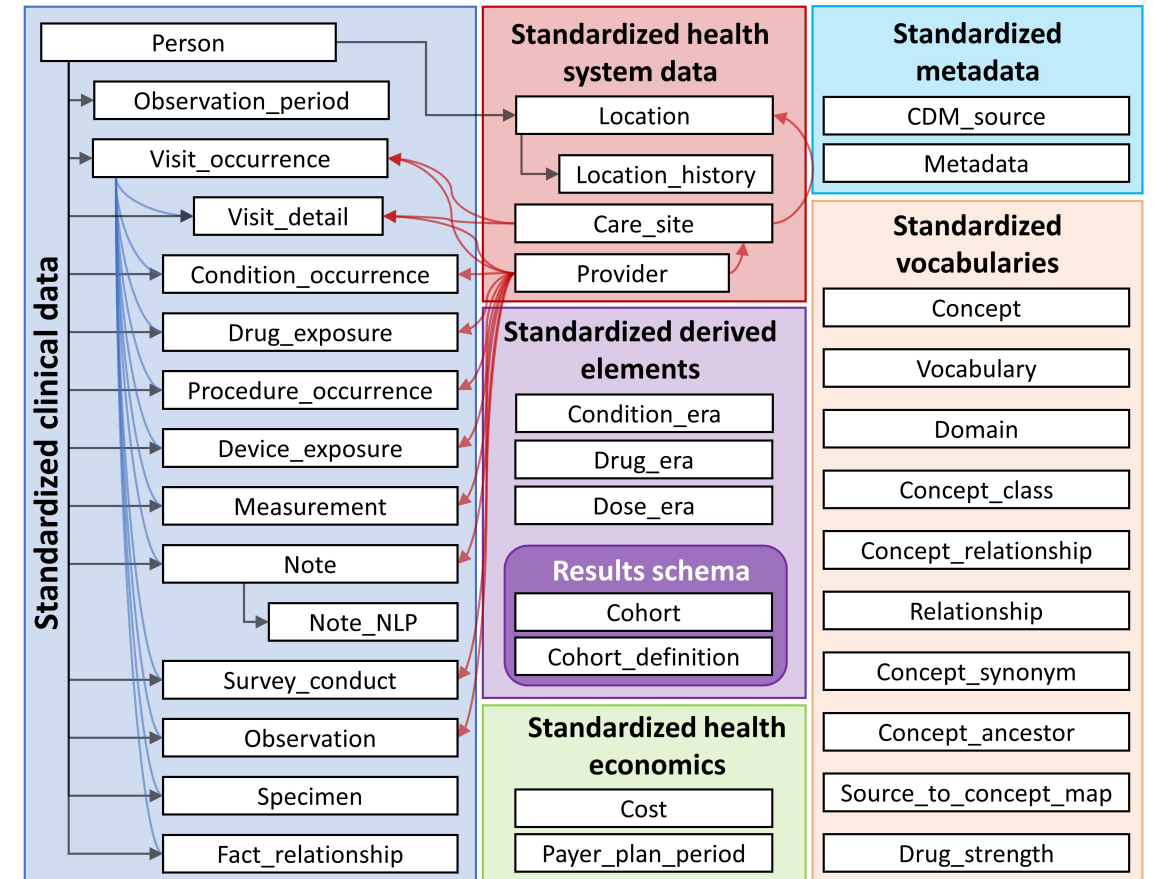 Standardized clinical data
Person
Observation_period
Visit_occurrence
Visit_detail
Condition_occurrence
Drug_exposure
Procedure_occurrence
Device_exposure
Measurement
Note
Note_NLP
Survey_conduct
Observation
Specimen
Fact_relationship
Standardized health
system data
Location
Location_history
Care_site
Provider
Standardized derived
elements
Condition_era
Drug_era
Dose_era
Results schema
Cohort
Cohort_definition
Standardized health
economics
Cost
Payer_plan_period
Standardized
metadata
CDM_source
Metadata
Standardized
vocabularies
Concept
Vocabulary
Domain
Concept_class
Concept_relationship
Relationship
Concept_synonym
Concept_ancestor
Source_to_concept_map
Drug_strength